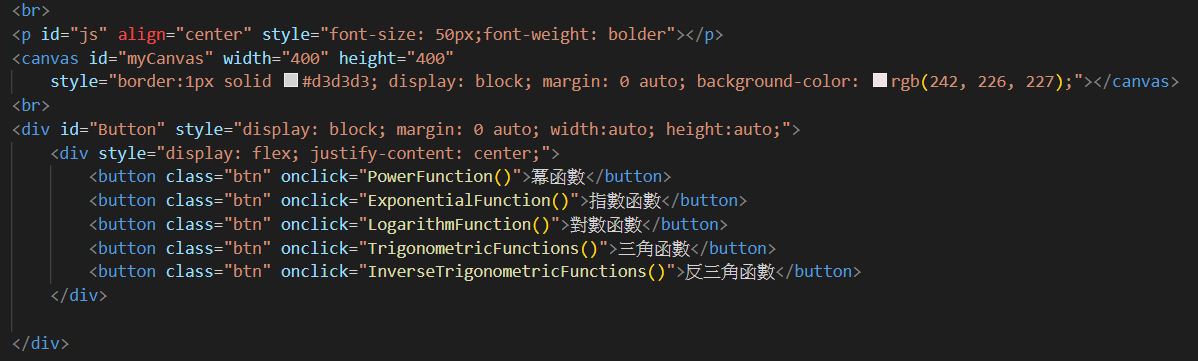 <br>
<p id="js" align="center" style="font-size: 50px;font-weight: bolder"></p>
<canvas id="myCanvas" width="400" height="400"
    style="border:1px solid #d3d3d3; display: block; margin: 0 auto; background-color: rgb(242, 226, 227);"></canvas>
<br>
<div id="Button" style="display: block; margin: 0 auto; width:auto; height:auto;">
    <div style="display: flex; justify-content: center;">
        <button class="btn" onclick="PowerFunction()">冪函數</button>
        <button class="btn" onclick="ExponentialFunction()">指數函數</button>
        <button class="btn" onclick="LogarithmFunction()">對數函數</button>
        <button class="btn" onclick="TrigonometricFunctions()">三角函數</button>
        <button class="btn" onclick="InverseTrigonometricFunctions()">反三角函數</button>
    </div>
</div>